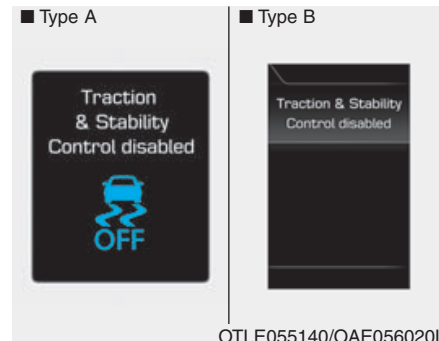 ■ Type A
Traction
& Stability
Control disabled
OFF
■ Type B
Traction & Stability
Control disabled